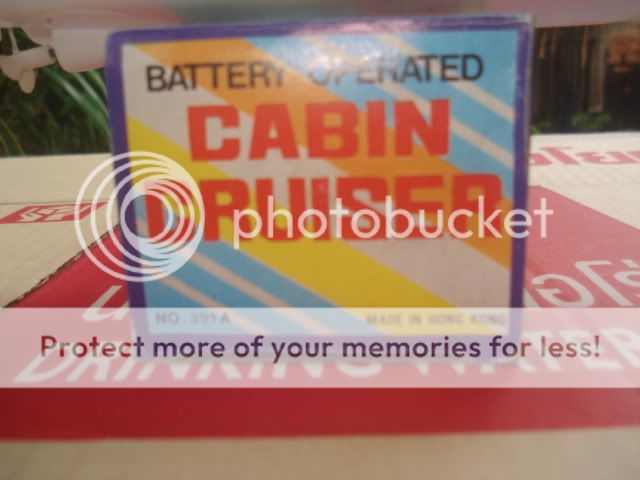 BATTERY OPERATED
CABIN
CRUISER
photobucket
NO. 391A MADE IN HONG KONG
Protect more of your memories for less!
DRINKING WATER